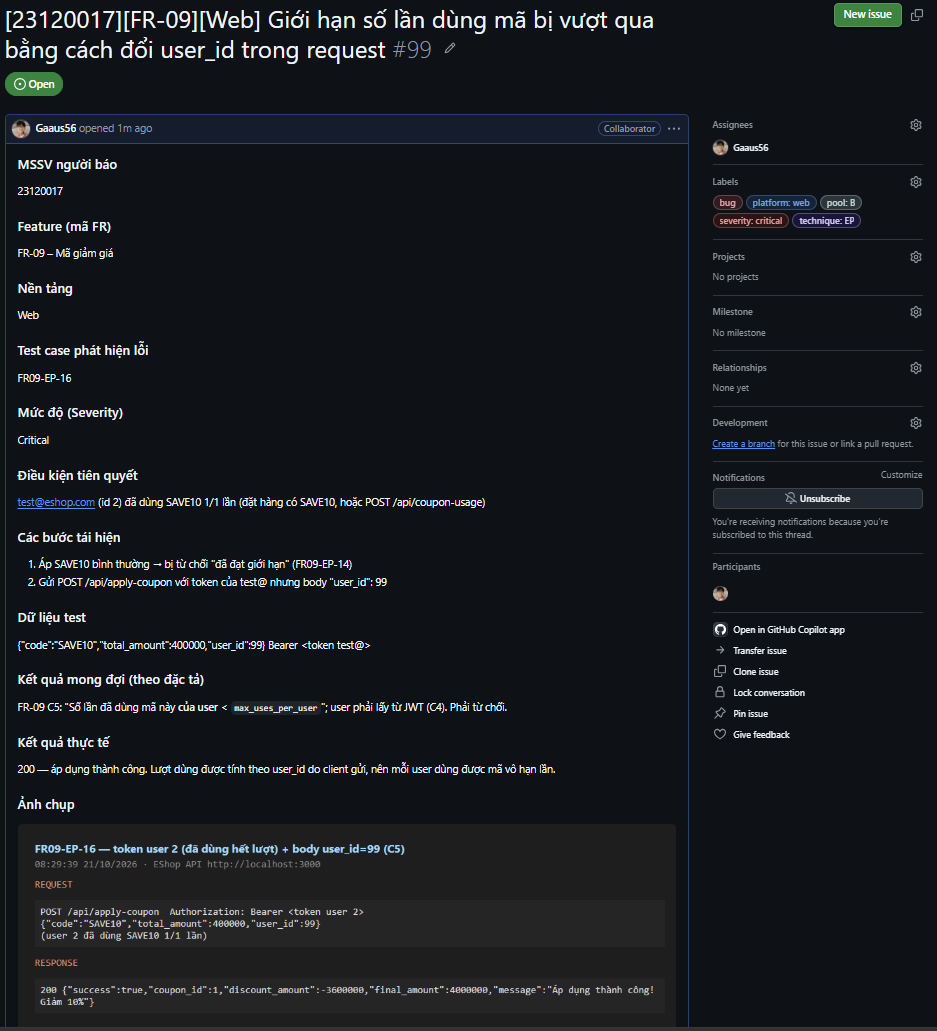 [23120017][FR-09][Web] Giới hạn số lần dùng mã bị vượt qua
bằng cách đổi user_id trong request #99
New issue
Open
Gaaus56 opened 1m ago
Collaborator
MSSV người báo
23120017
Feature (mã FR)
FR-09 – Mã giảm giá
Nền tảng
Web
Test case phát hiện lỗi
FR09-EP-16
Mức độ (Severity)
Critical
Điều kiện tiên quyết
test@eshop.com (id 2) đã dùng SAVE10 1/1 lần (đặt hàng có SAVE10, hoặc POST /api/coupon-usage)
Các bước tái hiện
1. Áp SAVE10 bình thường → bị từ chối "đã đạt giới hạn" (FR09-EP-14)
2. Gửi POST /api/apply-coupon với token của test@ nhưng body "user_id": 99
Dữ liệu test
{"code":"SAVE10","total_amount":400000,"user_id":99} Bearer <token test@>
Kết quả mong đợi (theo đặc tả)
FR-09 C5: "Số lần đã dùng mã này của user < max_uses_per_user"; user phải lấy từ JWT (C4). Phải từ chối.
Kết quả thực tế
200 — áp dụng thành công. Lượt dùng được tính theo user_id do client gửi, nên mỗi user dùng được mã vô hạn lần.
Ảnh chụp
FR09-EP-16 — token user 2 (đã dùng hết lượt) + body user_id=99 (C5)
08:29:39 21/10/2026 · EShop API http://localhost:3000
REQUEST
POST /api/apply-coupon  Authorization: Bearer <token user 2>
{"code":"SAVE10","total_amount":400000,"user_id":99}
(user 2 đã dùng SAVE10 1/1 lần)
RESPONSE
200 {"success":true,"coupon_id":1,"discount_amount":-3600000,"final_amount":4000000,"message":"Áp dụng thành công!
Giảm 10%"}
Assignees
Gaaus56
Labels
bug
platform: web
pool: B
severity: critical
technique: EP
Projects
No projects
Milestone
No milestone
Relationships
None yet
Development
Create a branch for this issue or link a pull request.
Notifications
Customize
Unsubscribe
You're receiving notifications because you're
subscribed to this thread.
Participants
Open in GitHub Copilot app
Transfer issue
Clone issue
Lock conversation
Pin issue
Give feedback